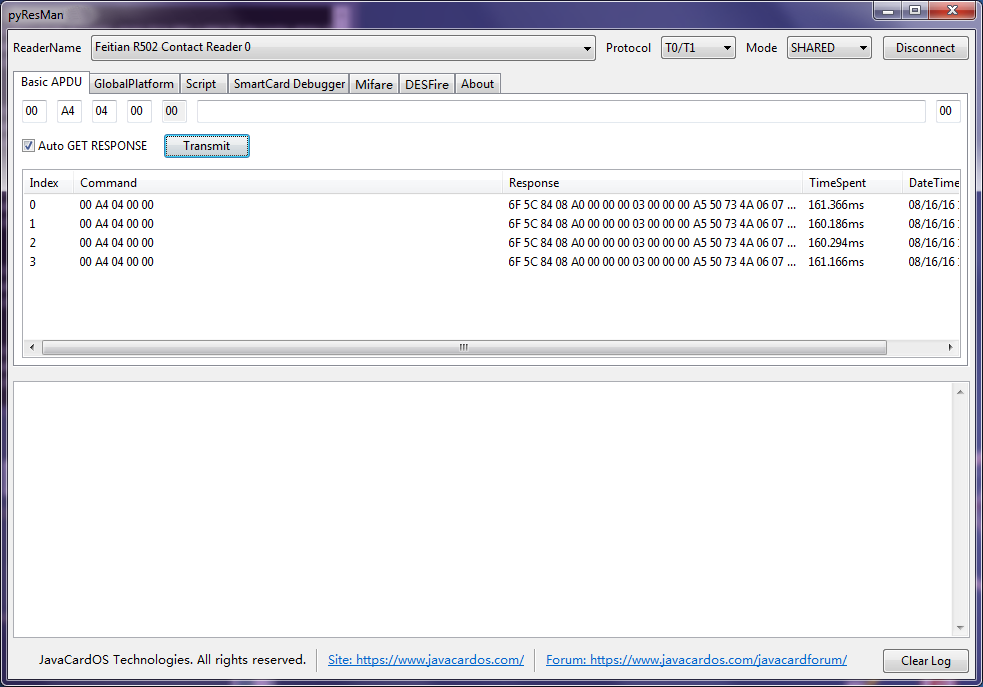 pyResMan
ReaderName Feitian R502 Contact Reader 0 Protocol T0/T1 Mode SHARED Disconnect
Basic APDU GlobalPlatform Script SmartCard Debugger Mifare DESFire About
00 A4 04 00 00 00
Auto GET RESPONSE Transmit
Index Command Response TimeSpent DateTime
0 00 A4 04 00 00 6F 5C 84 08 A0 00 00 00 03 00 00 00 A5 50 73 4A 06 07 ... 161.366ms 08/16/16
1 00 A4 04 00 00 6F 5C 84 08 A0 00 00 00 03 00 00 00 A5 50 73 4A 06 07 ... 160.186ms 08/16/16
2 00 A4 04 00 00 6F 5C 84 08 A0 00 00 00 03 00 00 00 A5 50 73 4A 06 07 ... 160.294ms 08/16/16
3 00 A4 04 00 00 6F 5C 84 08 A0 00 00 00 03 00 00 00 A5 50 73 4A 06 07 ... 161.166ms 08/16/16
JavaCardOS Technologies. All rights reserved. Site: https://www.javacardos.com/ Forum: https://www.javacardos.com/javacardforum/ Clear Log